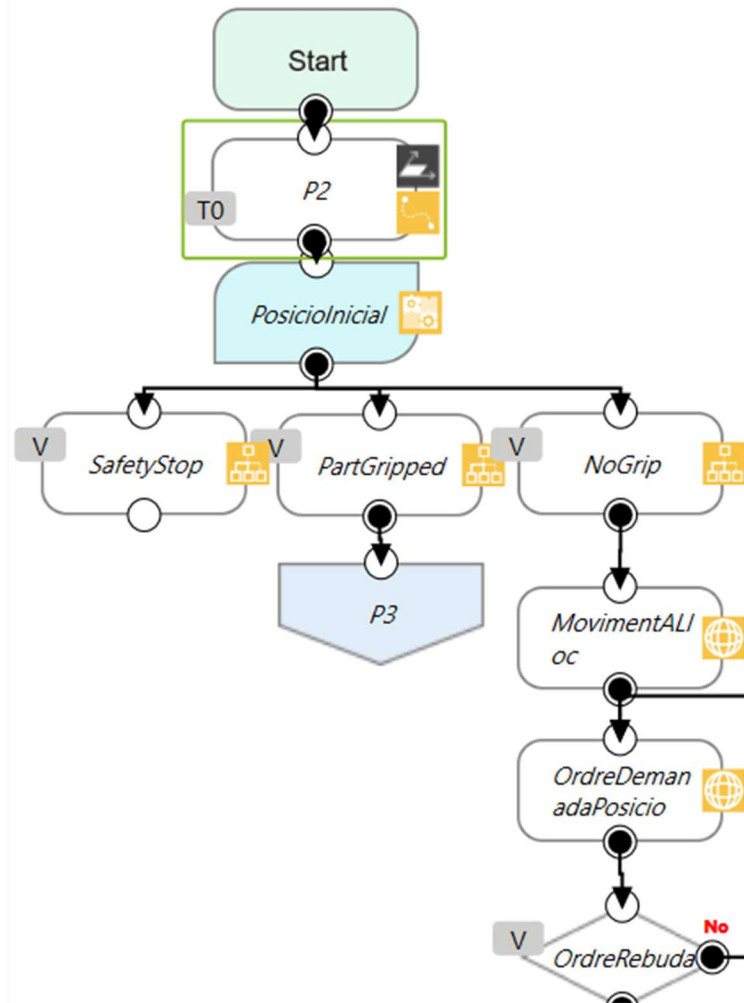 Start
P2
T0
PosicioInicial
V
SafetyStop
V
PartGripped
V
NoGrip
P3
MovimentALl
oc
OrdreDeman
adaPosicio
No
V
OrdreRebuda